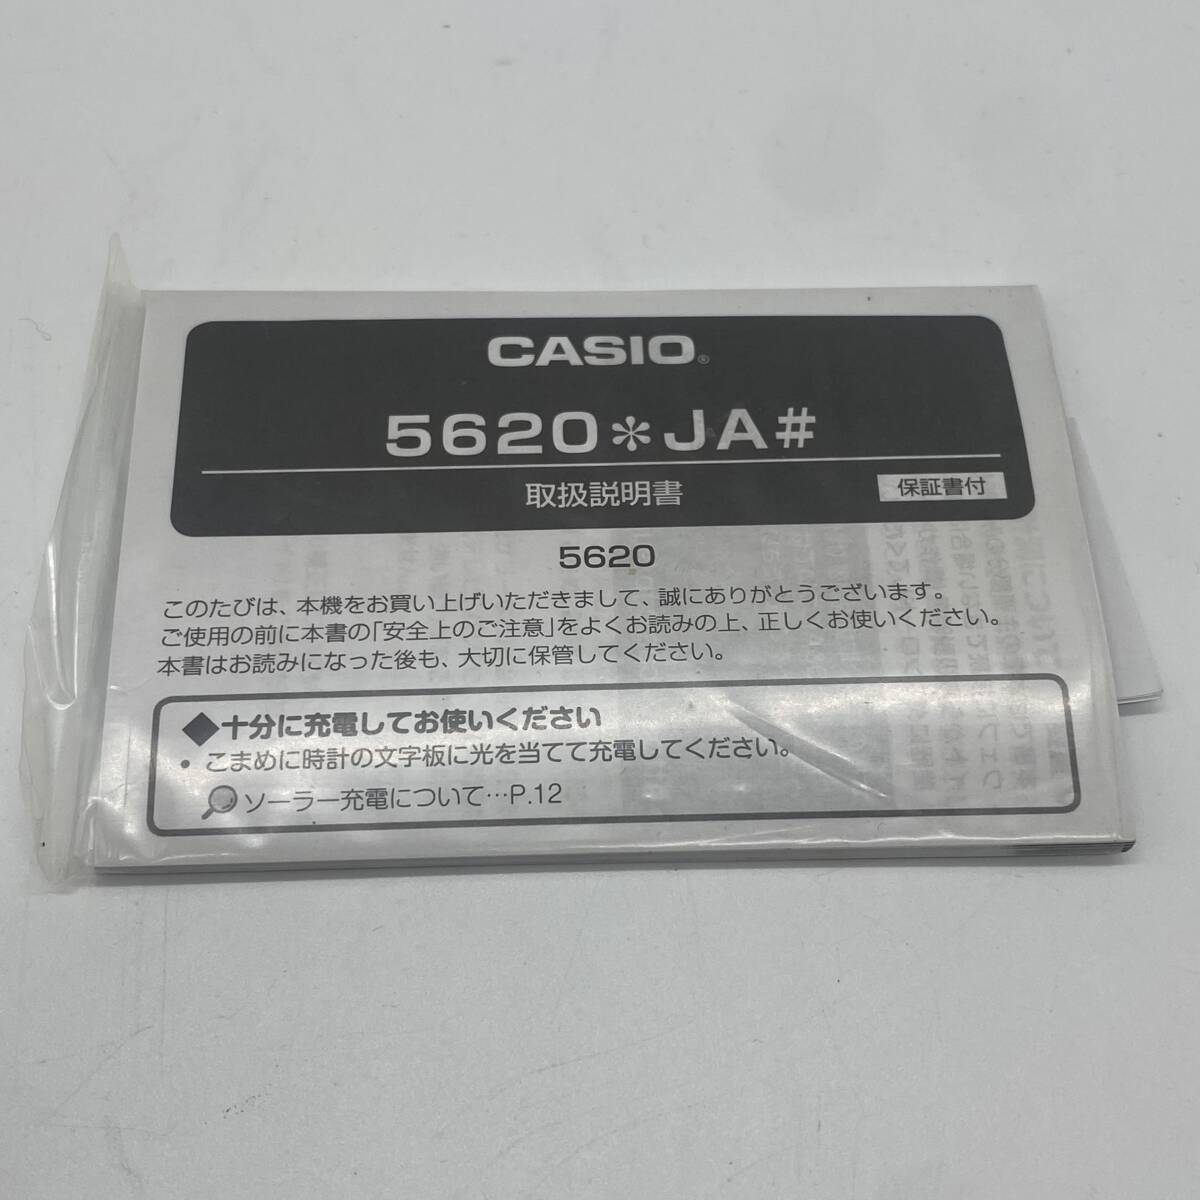 CASIO®
5620＊JA#
取扱説明書
保証書付
5620
このたびは、本機をお買い上げいただきまして、誠にありがとうございます。
ご使用の前に本書の「安全上のご注意」をよくお読みの上、正しくお使いください。
本書はお読みになった後も、大切に保管してください。
◆十分に充電してお使いください
• こまめに時計の文字板に光を当てて充電してください。
ソーラー充電について…P.12